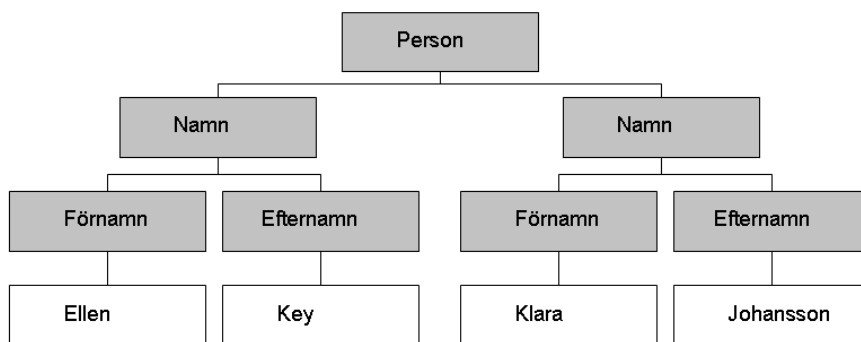 Person
Namn Namn
Förnamn Efternamn Förnamn Efternamn
Ellen Key Klara Johansson